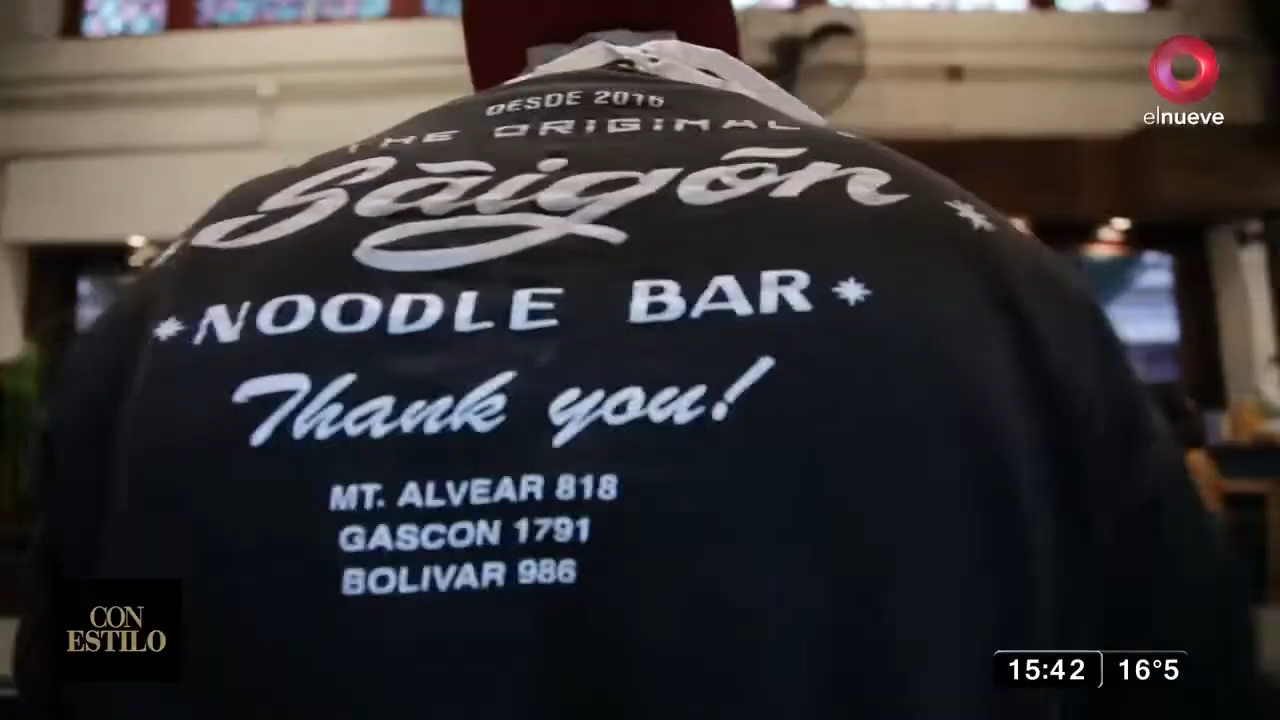 DESDE 2016
THE ORIGINAL
Sāigōn
NOODLE BAR
Thank you!
MT. ALVEAR 818
GASCON 1791
BOLIVAR 986
elnueve
CON
ESTILO
15:42 16°5